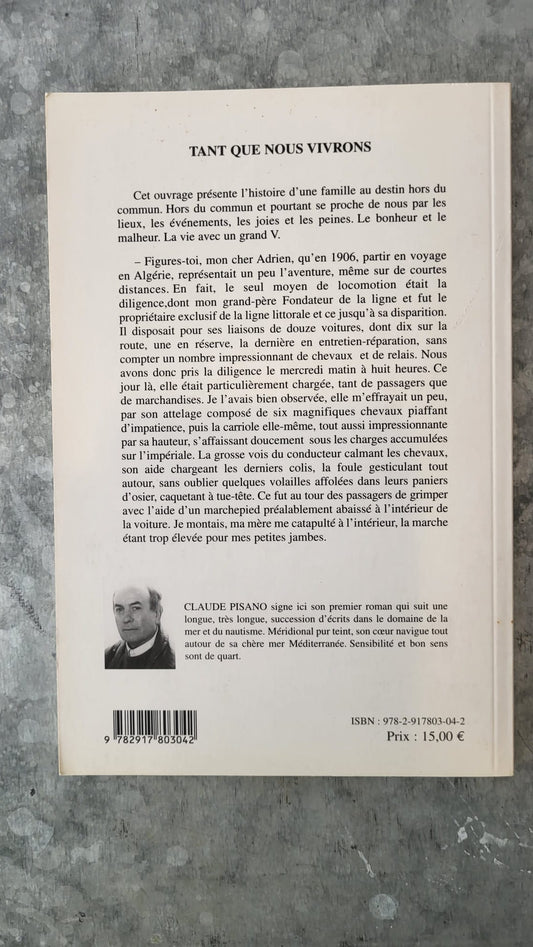 TANT QUE NOUS VIVRONS
Cet ouvrage présente l'histoire d'une famille au destin hors du
commun. Hors du commun et pourtant se proche de nous par les
lieux, les événements, les joies et les peines. Le bonheur et le
malheur. La vie avec un grand V.
– Figures-toi, mon cher Adrien, qu'en 1906, partir en voyage
en Algérie, représentait un peu l'aventure, même sur de courtes
distances. En fait, le seul moyen de locomotion était la
diligence,dont mon grand-père Fondateur de la ligne et fut le
propriétaire exclusif de la ligne littorale et ce jusqu'à sa disparition.
Il disposait pour ses liaisons de douze voitures, dont dix sur la
route, une en réserve, la dernière en entretien-réparation, sans
compter un nombre impressionnant de chevaux et de relais. Nous
avons donc pris la diligence le mercredi matin à huit heures. Ce
jour là, elle était particulièrement chargée, tant de passagers que
de marchandises. Je l'avais bien observée, elle m'effrayait un peu,
par son attelage composé de six magnifiques chevaux piaffant
d'impatience, puis la carriole elle-même, tout aussi impressionnante
par sa hauteur, s'affaissant doucement sous les charges accumulées
sur l'impériale. La grosse vois du conducteur calmant les chevaux,
son aide chargeant les derniers colis, la foule gesticulant tout
autour, sans oublier quelques volailles affolées dans leurs paniers
d'osier, caquetant à tue-tête. Ce fut au tour des passagers de grimper
avec l'aide d'un marchepied préalablement abaissé à l'intérieur de
la voiture. Je montais, ma mère me catapulté à l'intérieur, la marche
étant trop élevée pour mes petites jambes.
CLAUDE PISANO signe ici son premier roman qui suit une
longue, très longue, succession d'écrits dans le domaine de la
mer et du nautisme. Méridional pur teint, son cœur navigue tout
autour de sa chère mer Méditerranée. Sensibilité et bon sens
sont de quart.
ISBN : 978-2-917803-04-2
Prix : 15,00 €
9 782917 803042